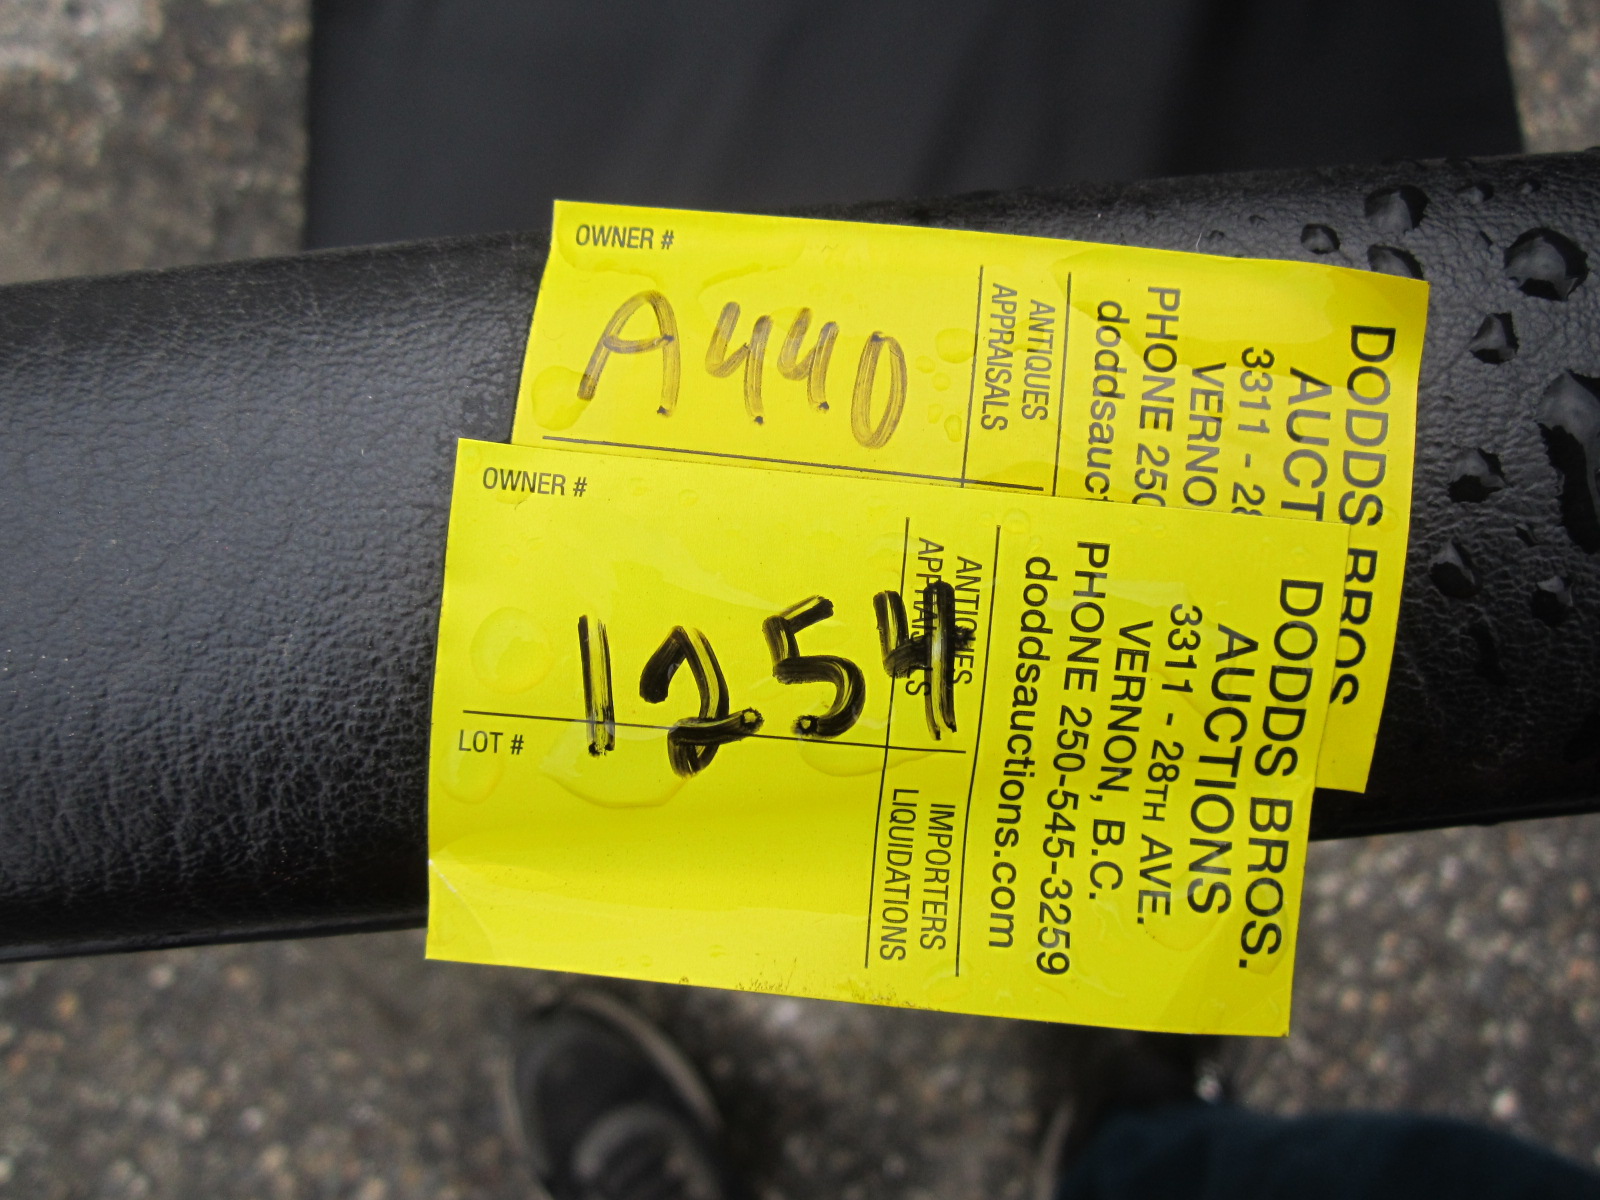 OWNER #
A440
ANTIQUES
APPRAISALS
DODDS BROS
AUCT
3311 - 28
VERNO
PHONE 250
doddsauc
OWNER #
1254
LOT #
ANTIQUES
APPRAISALS
IMPORTERS
LIQUIDATIONS
DODDS BROS.
AUCTIONS
3311 - 28TH AVE.
VERNON, B.C.
PHONE 250-545-3259
doddsauctions.com